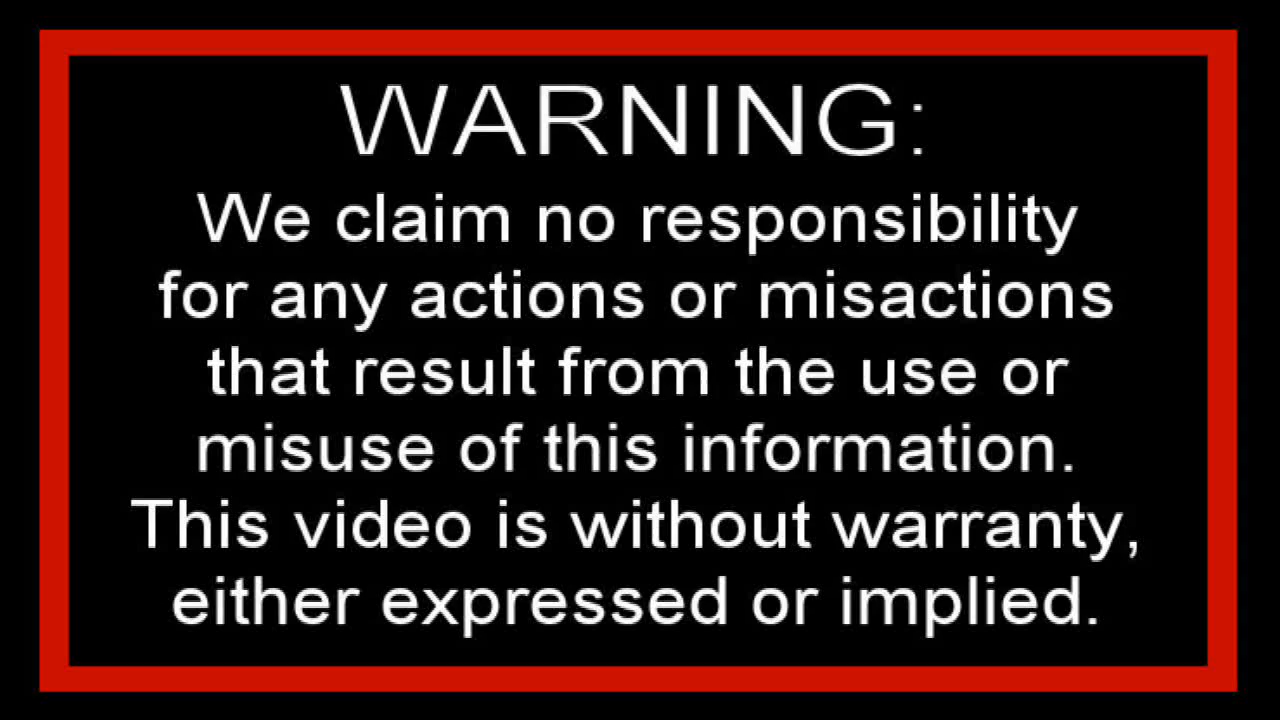 WARNING:
We claim no responsibility
for any actions or misactions
that result from the use or
misuse of this information.
This video is without warranty,
either expressed or implied.